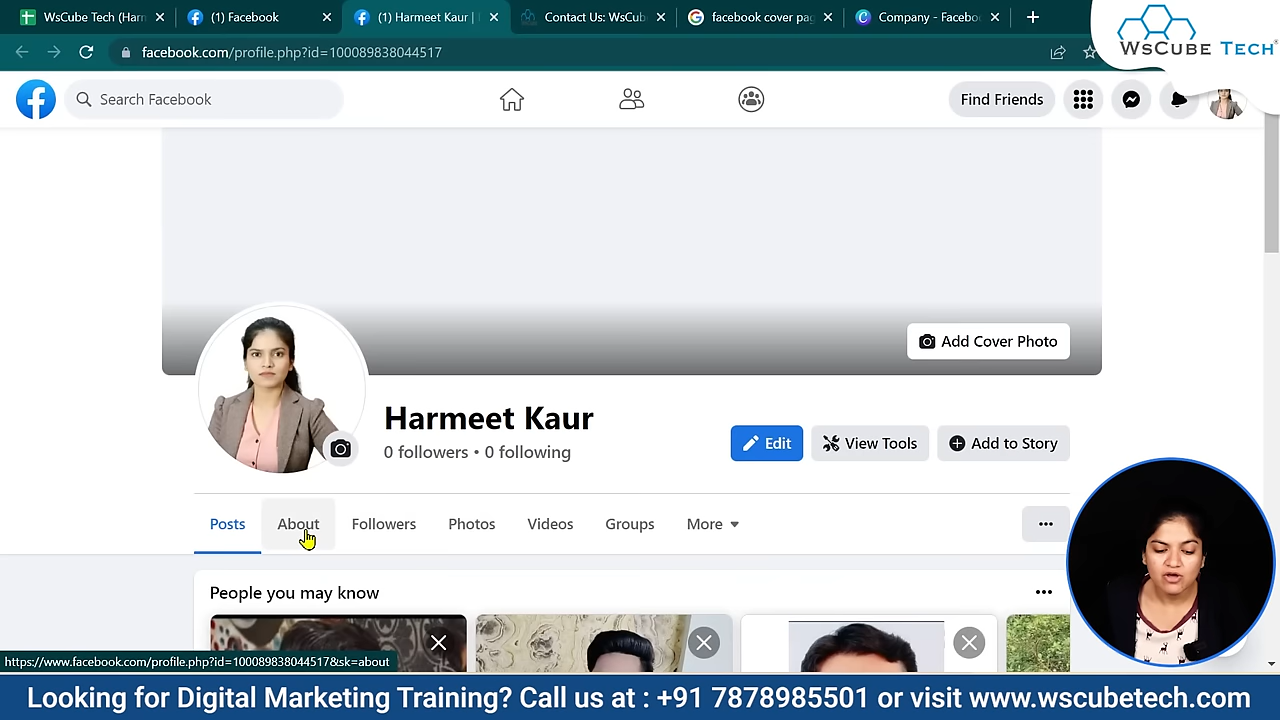 WsCube Tech (Harr
(1) Facebook
(1) Harmeet Kaur |
Contact Us: WsCub
facebook cover pag
Company - Facebo
WsCube Tech
facebook.com/profile.php?id=100089838044517
Search Facebook
Find Friends
Add Cover Photo
Harmeet Kaur
0 followers • 0 following
Edit
View Tools
Add to Story
Posts
About
Followers
Photos
Videos
Groups
More
People you may know
https://www.facebook.com/profile.php?id=100089838044517&sk=about
Looking for Digital Marketing Training? Call us at : +91 7878985501 or visit www.wscubetech.com